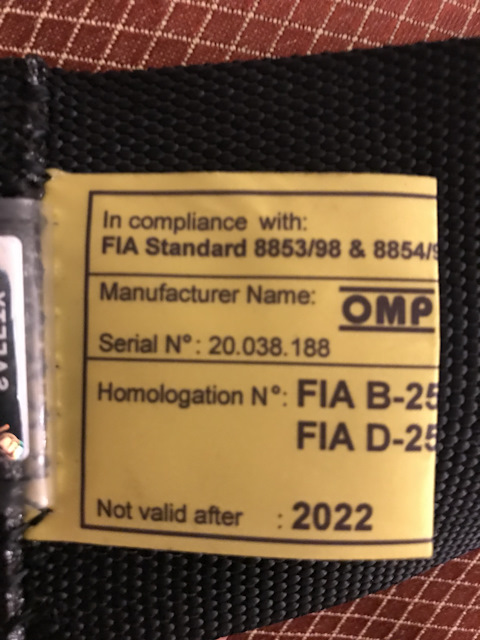 In compliance with:
FIA Standard 8853/98 & 8854/9
Manufacturer Name: OMP
Serial N°: 20.038.188
Homologation N°: FIA B-25
FIA D-25
Not valid after : 2022